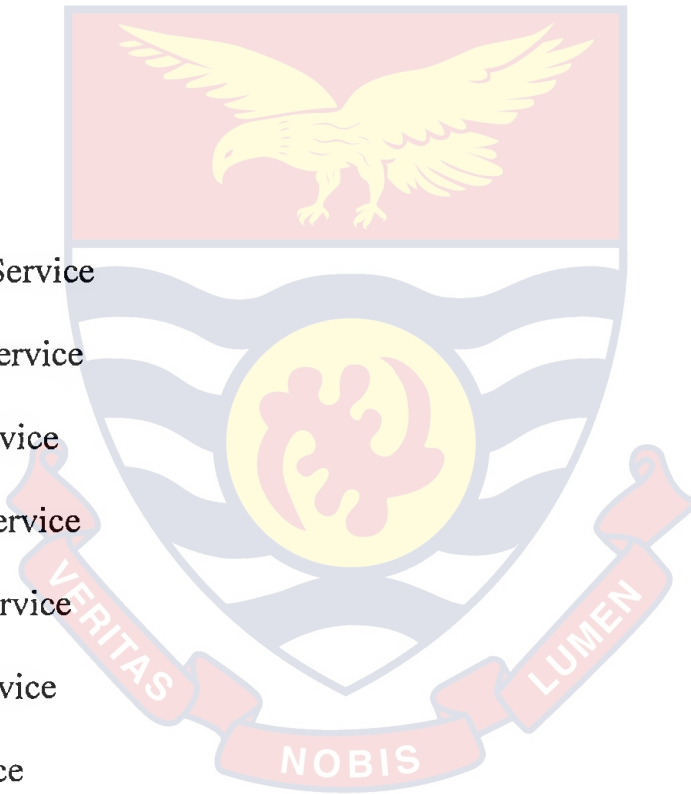 Service
ervice
vice
ervice
rvice
vice
ce
VERITAS
NOBIS
LUMEN